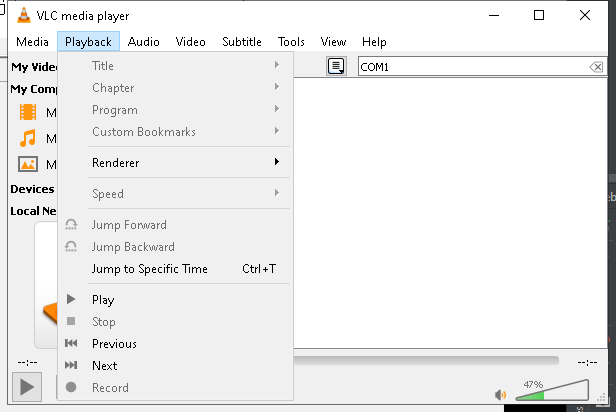 VLC media player
Media Playback Audio Video Subtitle Tools View Help
My Vide
COM1
My Comp
Title
Chapter
Program
Custom Bookmarks
Renderer
Devices
Speed
Local Ne
Jump Forward
Jump Backward
Jump to Specific Time Ctrl+T
Play
Stop
Previous
Next
Record
--:--
--:--
47%